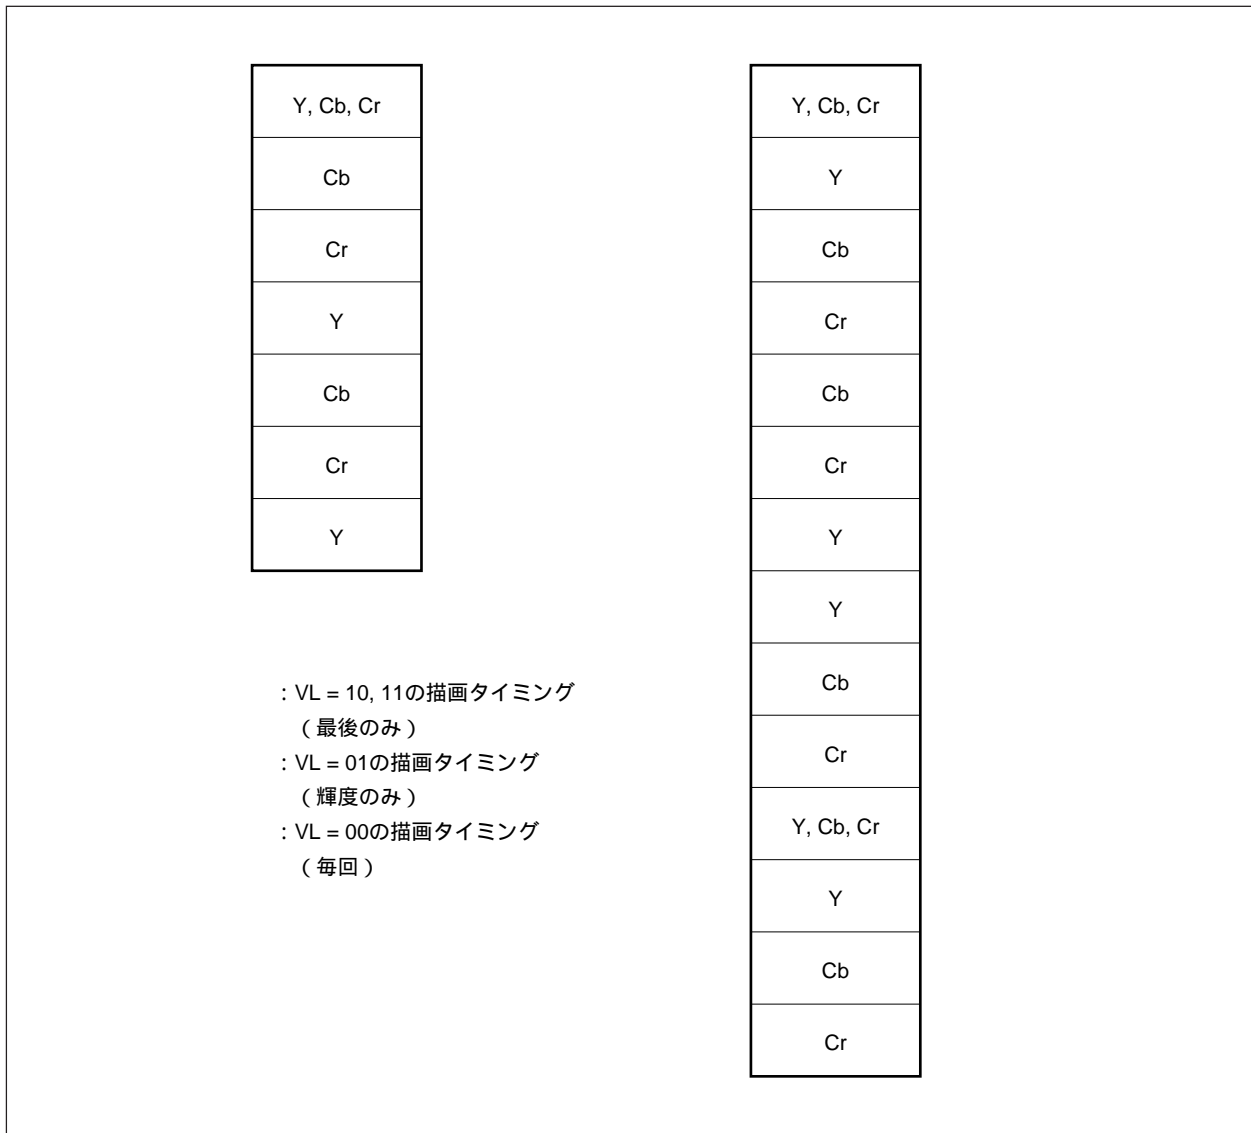 Y, Cb, Cr
Cb
Cr
Y
Cb
Cr
Y
：VL = 10, 11の描画タイミング
（最後のみ）
：VL = 01の描画タイミング
（輝度のみ）
：VL = 00の描画タイミング
（毎回）
Y, Cb, Cr
Y
Cb
Cr
Cb
Cr
Y
Y
Cb
Cr
Y, Cb, Cr
Y
Cb
Cr